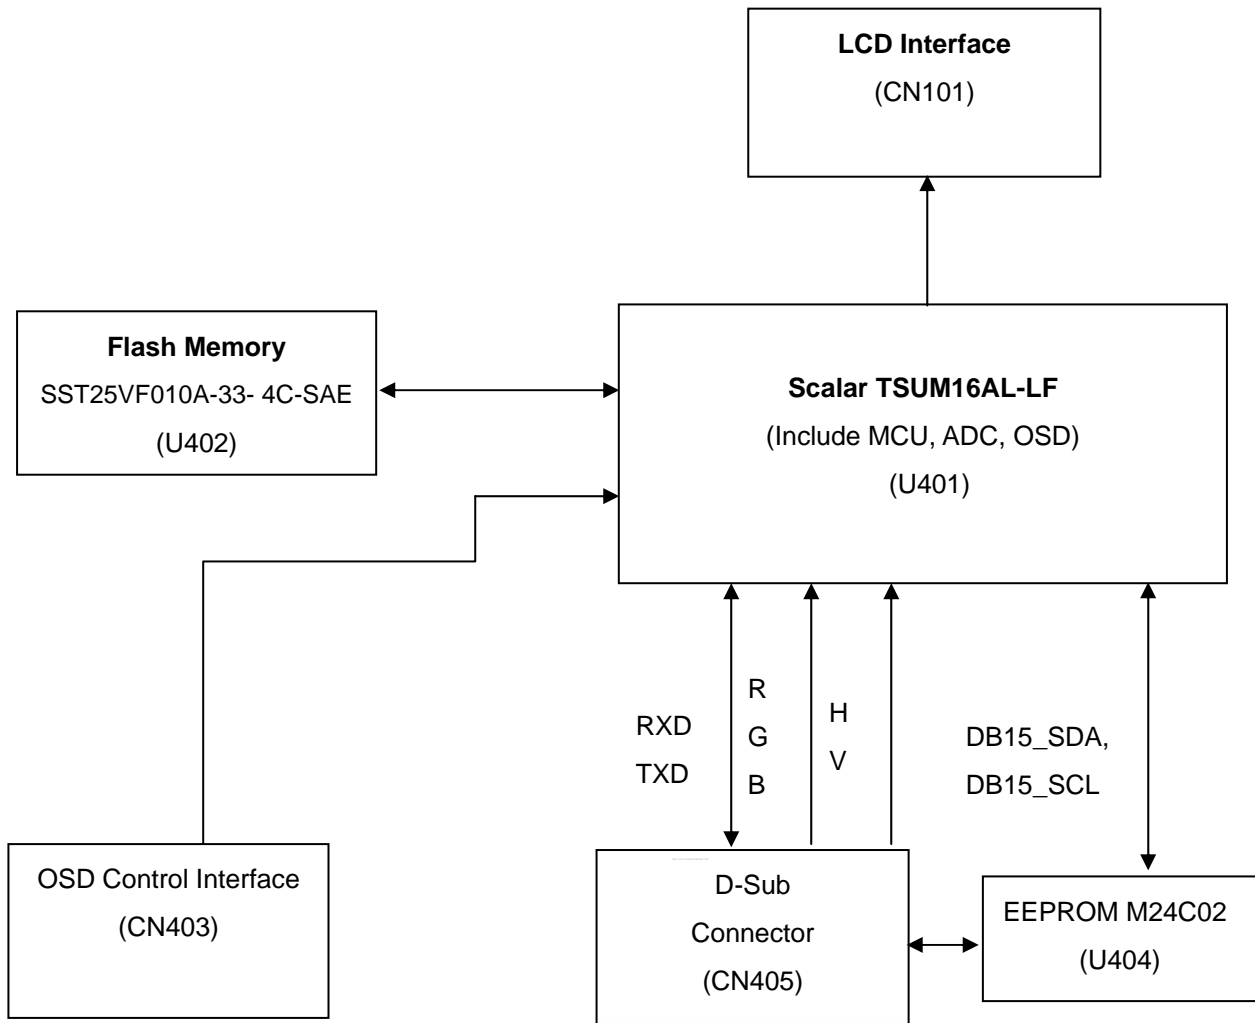 LCD Interface
(CN101)
Flash Memory
SST25VF010A-33- 4C-SAE
(U402)
Scalar TSUM16AL-LF
(Include MCU, ADC, OSD)
(U401)
RXD
TXD
R
G
B
H
V
DB15_SDA,
DB15_SCL
OSD Control Interface
(CN403)
D-Sub
Connector
(CN405)
EEPROM M24C02
(U404)